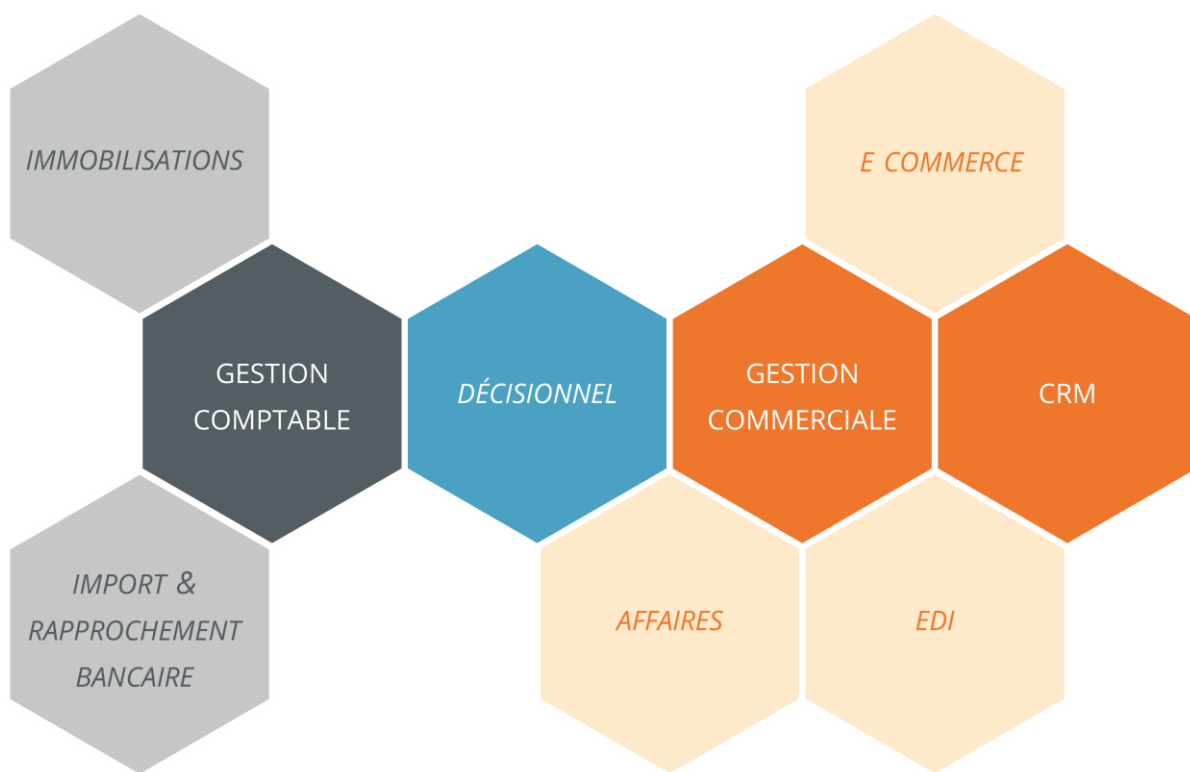 IMMOBILISATIONS
E COMMERCE
GESTION
COMPTABLE
DÉCISIONNEL
GESTION
COMMERCIALE
CRM
IMPORT &
RAPPROCHEMENT
BANCAIRE
AFFAIRES
EDI